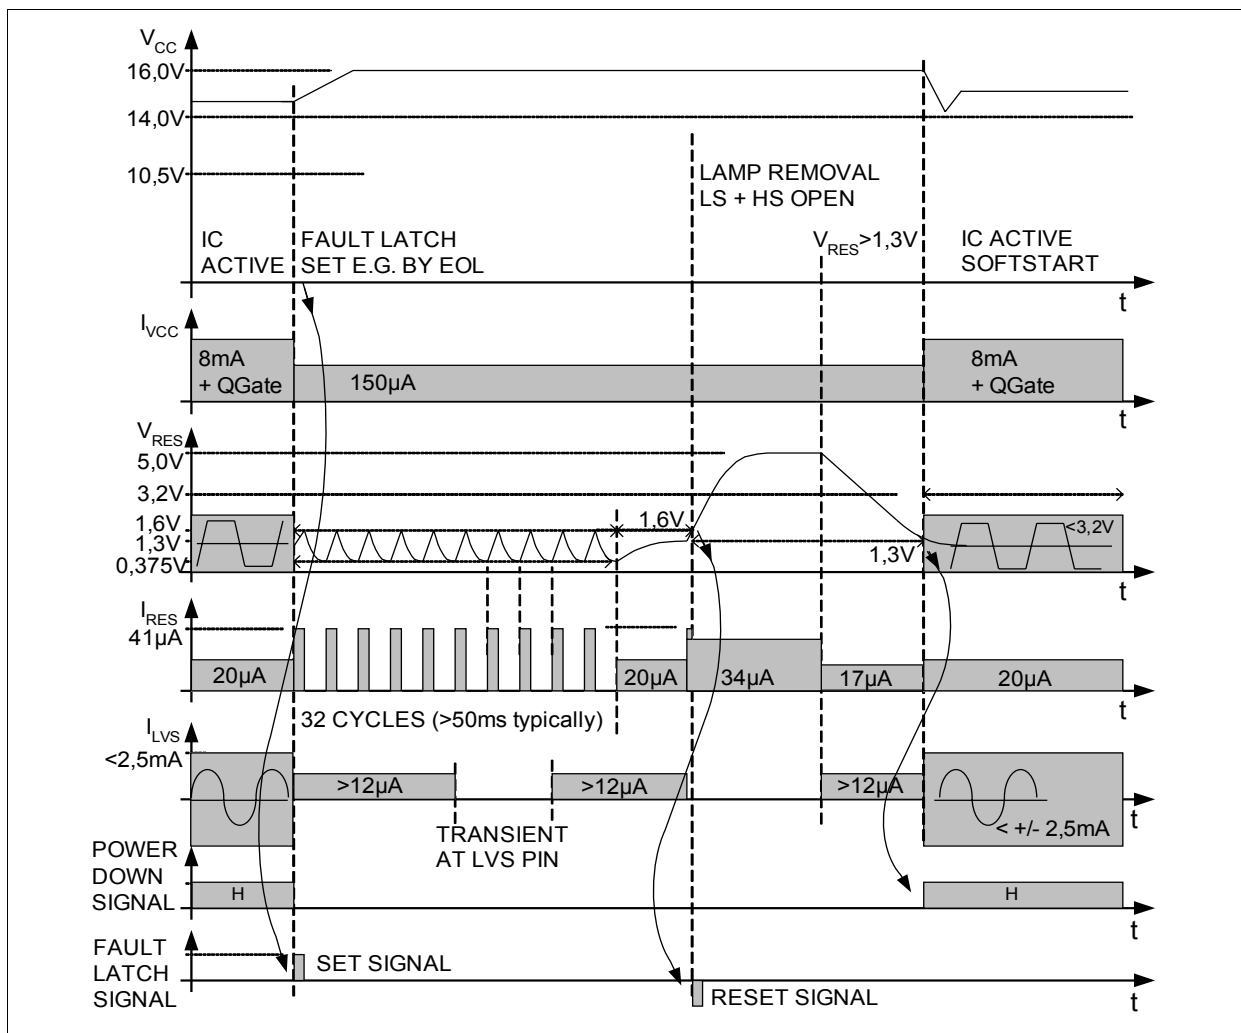 VCC
16,0V
14,0V
10,5V
LAMP REMOVAL
LS + HS OPEN
IC
ACTIVE
FAULT LATCH
SET E.G. BY EOL
VRES>1,3V
IC ACTIVE
SOFTSTART
t
IVCC
8mA
+ QGate
150µA
8mA
+ QGate
t
VRES
5,0V
3,2V
1,6V
1,3V
0,375V
1,6V
1,3V
<3,2V
t
IRES
41µA
20µA
20µA
34µA
17µA
20µA
t
32 CYCLES (>50ms typically)
ILVS
<2,5mA
>12µA
>12µA
>12µA
< +/- 2,5mA
t
TRANSIENT
AT LVS PIN
POWER
DOWN
SIGNAL
H
H
t
FAULT
LATCH
SIGNAL
SET SIGNAL
RESET SIGNAL
t